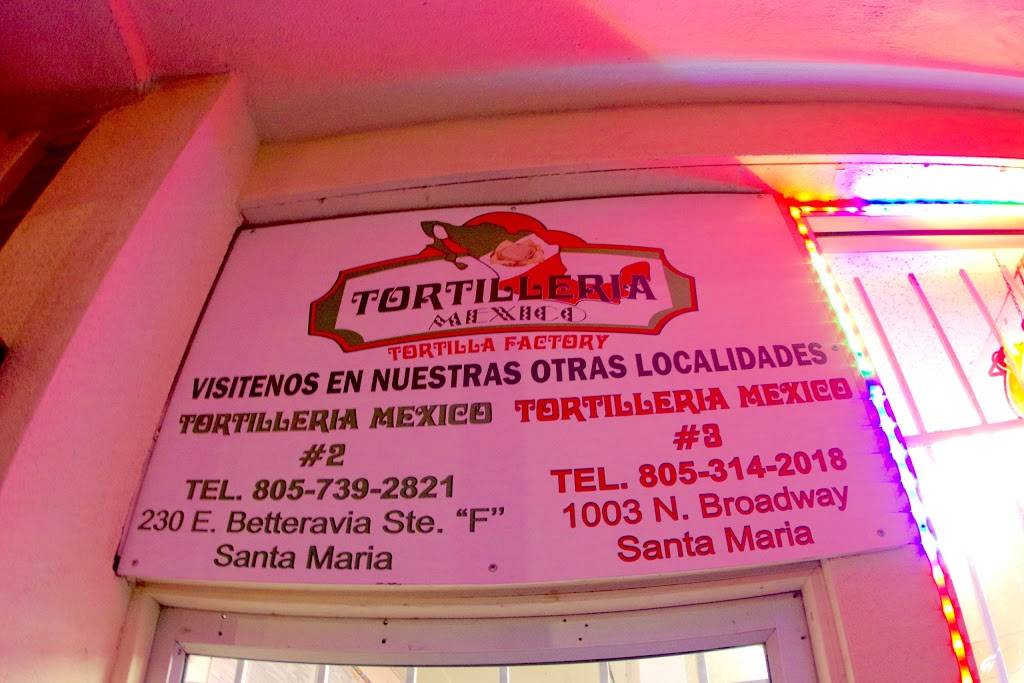 TORTILLERIA
MEXICO
TORTILLA FACTORY
VISITENOS EN NUESTRAS OTRAS LOCALIDADES
TORTILLERIA MEXICO
#2
TEL. 805-739-2821
230 E. Betteravia Ste. “F”
Santa Maria
TORTILLERIA MEXICO
#3
TEL. 805-314-2018
1003 N. Broadway
Santa Maria